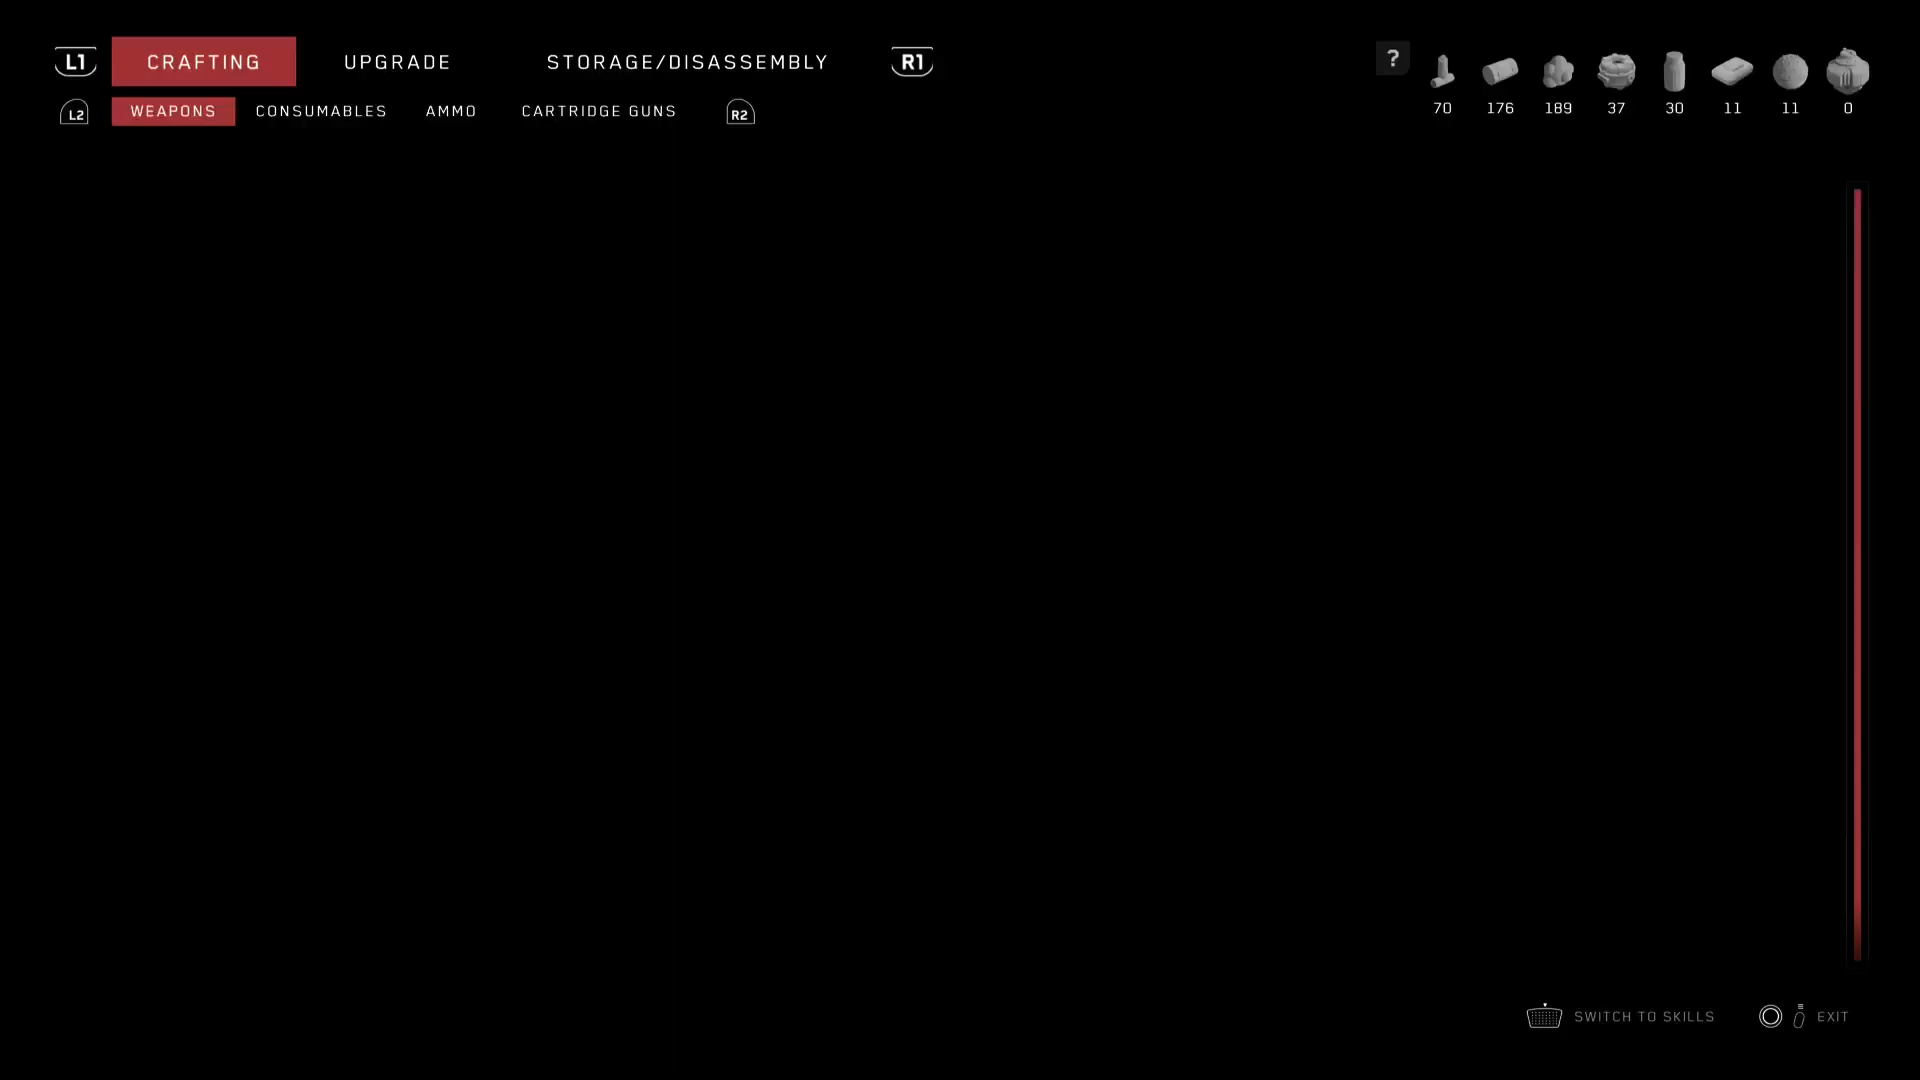 L1 CRAFTING UPGRADE STORAGE/DISASSEMBLY R1 ?
L2 WEAPONS CONSUMABLES AMMO CARTRIDGE GUNS R2
70 176 189 37 30 11 11 0
SWITCH TO SKILLS EXIT